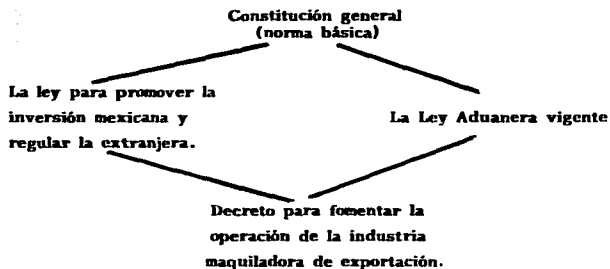 Constitución general
(norma básica)
La ley para promover la
inversión mexicana y
regular la extranjera.
La Ley Aduanera vigente
Decreto para fomentar la
operación de la industria
maquiladora de exportación.